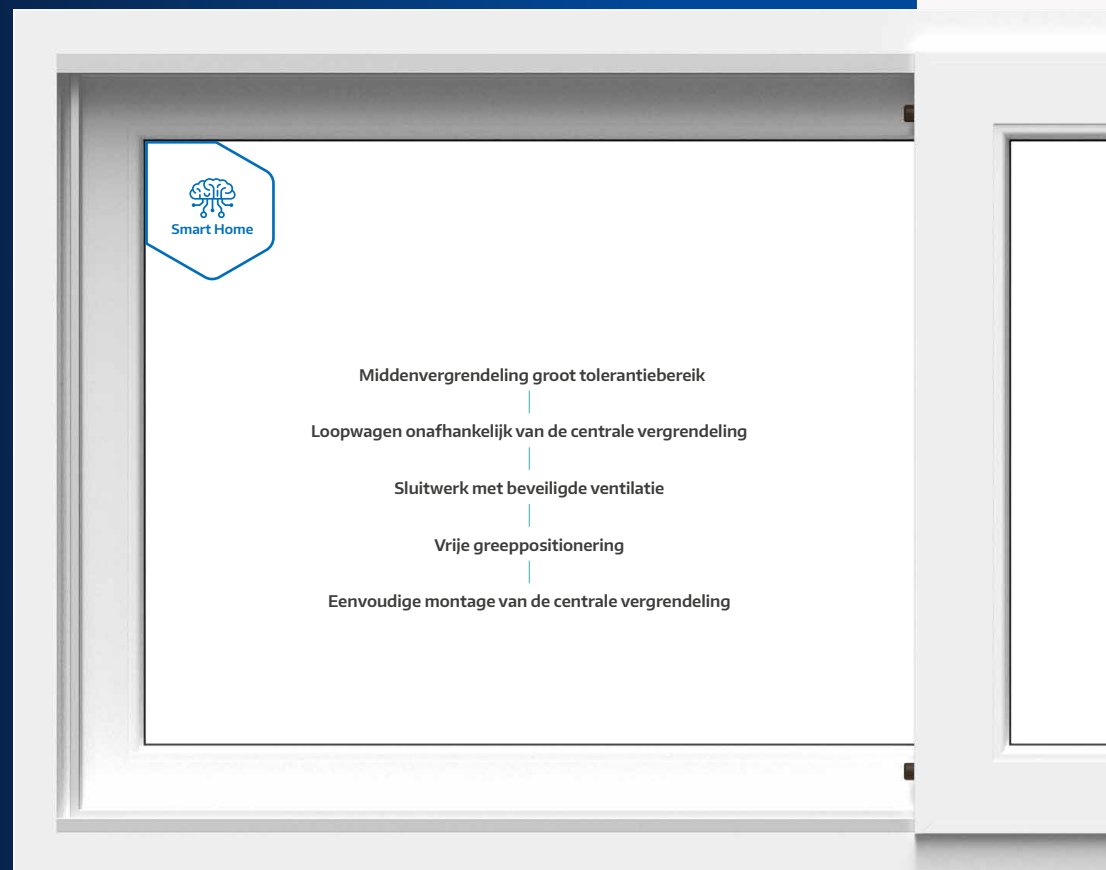 Smart Home
Middenvergrendeling groot tolerantiebereik
Loopwagen onafhankelijk van de centrale vergrendeling
Sluitwerk met beveiligde ventilatie
Vrije greeppositionering
Eenvoudige montage van de centrale vergrendeling